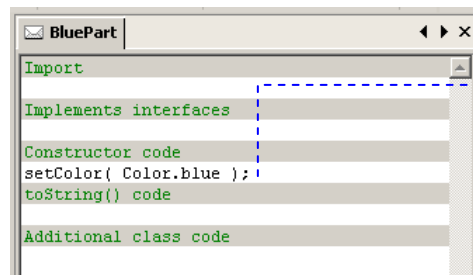 BluePart
Import
Implements interfaces
Constructor code
setColor( Color.blue );
toString() code
Additional class code